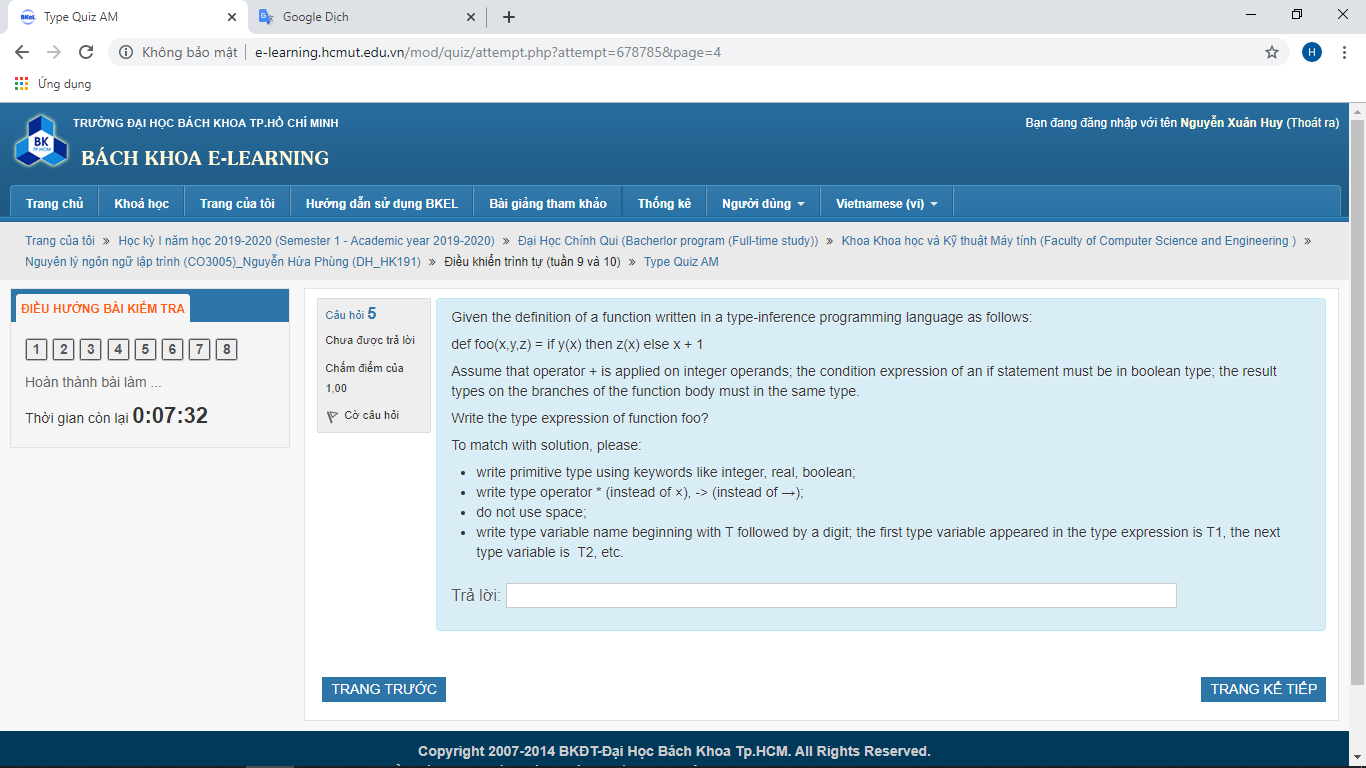 Type Quiz AM
Google Dịch
Không bảo mật
e-learning.hcmut.edu.vn/mod/quiz/attempt.php?attempt=678785&page=4
H
Ứng dụng
BK
TP.HCM
TRƯỜNG ĐẠI HỌC BÁCH KHOA TP.HỒ CHÍ MINH
Bạn đang đăng nhập với tên Nguyễn Xuân Huy (Thoát ra)
BÁCH KHOA E-LEARNING
Trang chủ
Khoá học
Trang của tôi
Hướng dẫn sử dụng BKEL
Bài giảng tham khảo
Thống kê
Người dùng
Vietnamese (vi)
Trang của tôi » Học kỳ I năm học 2019-2020 (Semester 1 - Academic year 2019-2020) » Đại Học Chính Qui (Bacherlor program (Full-time study)) » Khoa Khoa học và Kỹ thuật Máy tính (Faculty of Computer Science and Engineering ) »
Nguyên lý ngôn ngữ lập trình (CO3005)_Nguyễn Hứa Phùng (DH_HK191) » Điều khiển trình tự (tuần 9 và 10) » Type Quiz AM
ĐIỀU HƯỚNG BÀI KIỂM TRA
1 2 3 4 5 6 7 8
Hoàn thành bài làm ...
Thời gian còn lại 0:07:32
Câu hỏi 5
Chưa được trả lời
Chấm điểm của
1,00
Cờ câu hỏi
Given the definition of a function written in a type-inference programming language as follows:
def foo(x,y,z) = if y(x) then z(x) else x + 1
Assume that operator + is applied on integer operands; the condition expression of an if statement must be in boolean type; the result
types on the branches of the function body must in the same type.
Write the type expression of function foo?
To match with solution, please:
• write primitive type using keywords like integer, real, boolean;
• write type operator * (instead of ×), -> (instead of →);
• do not use space;
• write type variable name beginning with T followed by a digit; the first type variable appeared in the type expression is T1, the next
type variable is T2, etc.
Trả lời:
TRANG TRƯỚC
TRANG KẾ TIẾP
Copyright 2007-2014 BKĐT-Đại Học Bách Khoa Tp.HCM. All Rights Reserved.